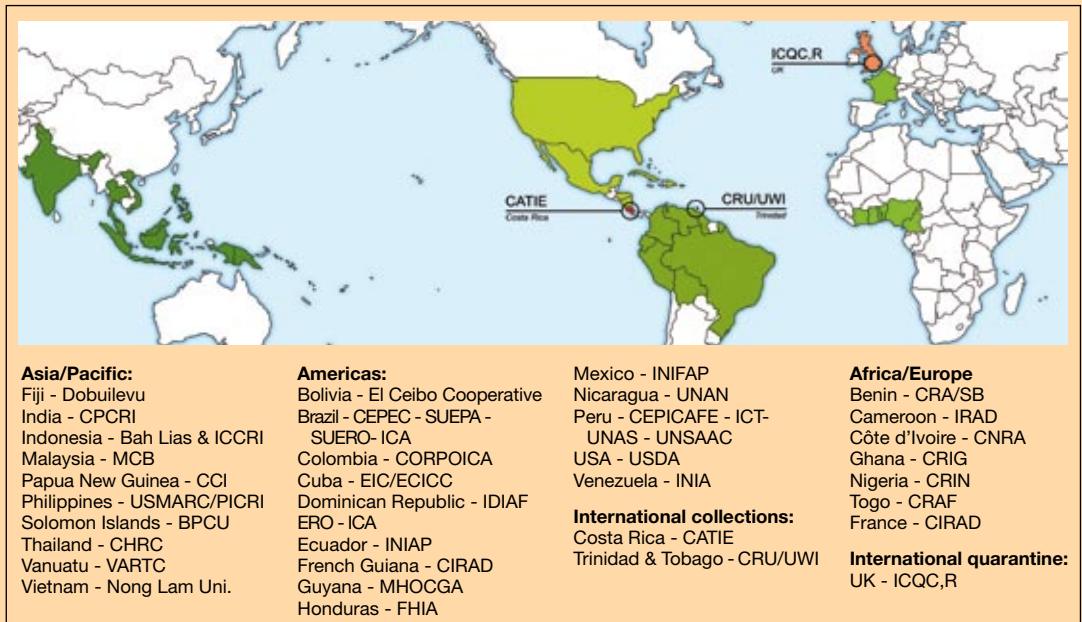 ICQC,R
UK
CATIE
Costa Rica
CRU/UWI
Trinidad
Asia/Pacific:
Fiji - Dobuilevu
India - CPCRI
Indonesia - Bah Lias & ICCRI
Malaysia - MCB
Papua New Guinea - CCI
Philippines - USMARC/PICRI
Solomon Islands - BPCU
Thailand - CHRC
Vanuatu - VARTC
Vietnam - Nong Lam Uni.
Americas:
Bolivia - El Ceibo Cooperative
Brazil - CEPEC - SUEPA -
SUERO- ICA
Colombia - CORPOICA
Cuba - EIC/ECICC
Dominican Republic - IDIAF
ERO - ICA
Ecuador - INIAP
French Guiana - CIRAD
Guyana - MHOCGA
Honduras - FHIA
Mexico - INIFAP
Nicaragua - UNAN
Peru - CEPICAFE - ICT-
UNAS - UNSAAC
USA - USDA
Venezuela - INIA
International collections:
Costa Rica - CATIE
Trinidad & Tobago - CRU/UWI
Africa/Europe
Benin - CRA/SB
Cameroon - IRAD
Côte d'Ivoire - CNRA
Ghana - CRIG
Nigeria - CRIN
Togo - CRAF
France - CIRAD
International quarantine:
UK - ICQC,R